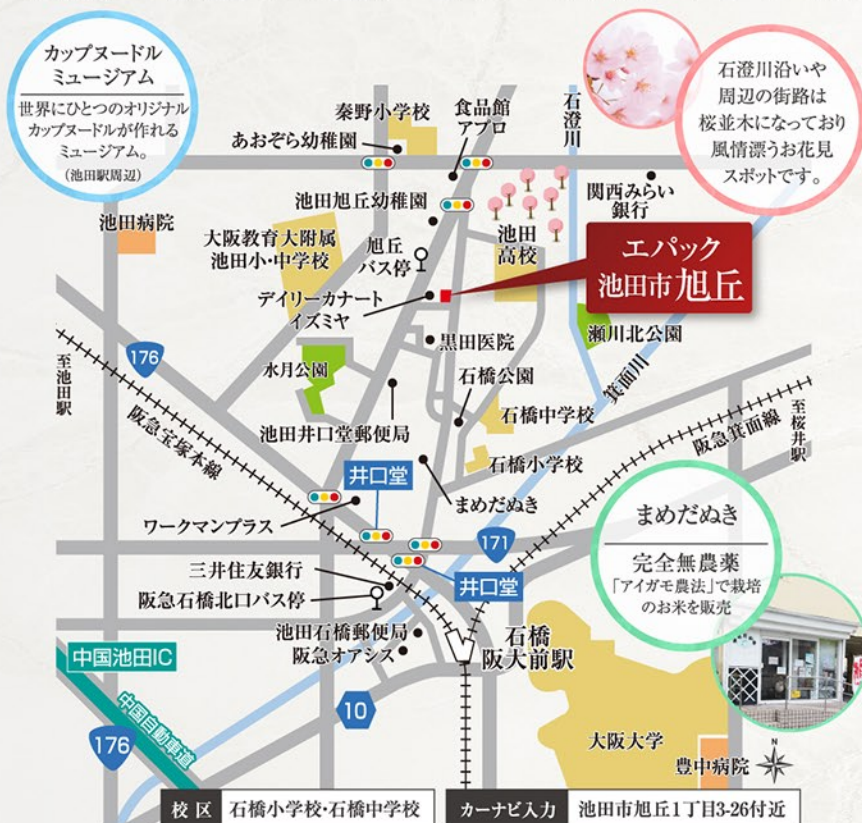 カップヌードル
ミュージアム
世界にひとつのオリジナル
カップヌードルが作れる
ミュージアム。
(池田駅周辺)
石澄川沿いや
周辺の街路は
桜並木になっており
風情漂うお花見
スポットです。
秦野小学校
あおぞら幼稚園
食品館
アプロ
石澄川
関西みらい
銀行
池田病院
池田旭丘幼稚園
大阪教育大附属
池田小・中学校
旭丘
バス停
池田
高校
エパック
池田市旭丘
デイリーカナート
イズミヤ
黒田医院
瀬川北公園
176
至池田駅
水月公園
石橋公園
箕面川
石橋中学校
阪急宝塚本線
池田井口堂郵便局
阪急箕面線
至桜井駅
石橋小学校
井口堂
まめだぬき
ワークマンプラス
171
まめだぬき
完全無農薬
「アイガモ農法」で栽培
のお米を販売
三井住友銀行
井口堂
阪急石橋北口バス停
池田石橋郵便局
阪急オアシス
石橋
阪大前駅
中国池田IC
中国自動車道
176
10
大阪大学
豊中病院
N
校区 石橋小学校・石橋中学校
カーナビ入力 池田市旭丘1丁目3-26付近